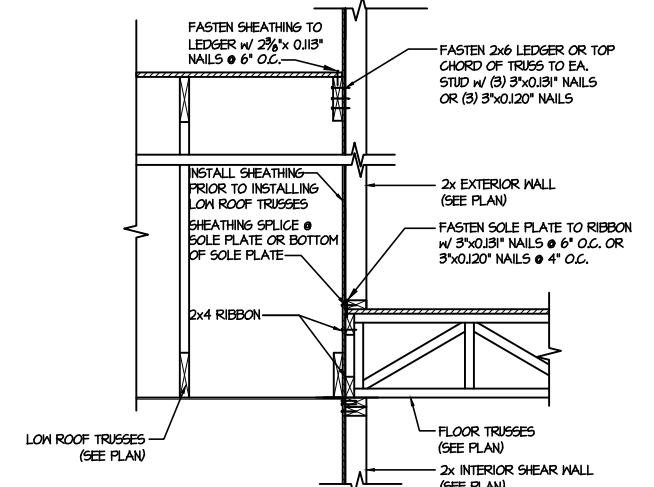 FASTEN SHEATHING TO
LEDGER w/ 2⅜"x 0.113"
NAILS @ 6" O.C.
FASTEN 2x6 LEDGER OR TOP
CHORD OF TRUSS TO EA.
STUD w/ (3) 3"x0.131" NAILS
OR (3) 3"x0.120" NAILS
INSTALL SHEATHING
PRIOR TO INSTALLING
LOW ROOF TRUSSES
2x EXTERIOR WALL
(SEE PLAN)
SHEATHING SPLICE @
SOLE PLATE OR BOTTOM
OF SOLE PLATE
FASTEN SOLE PLATE TO RIBBON
w/ 3"x0.131" NAILS @ 6" O.C. OR
3"x0.120" NAILS @ 4" O.C.
2x4 RIBBON
LOW ROOF TRUSSES
(SEE PLAN)
FLOOR TRUSSES
(SEE PLAN)
2x INTERIOR SHEAR WALL
(SEE PLAN)